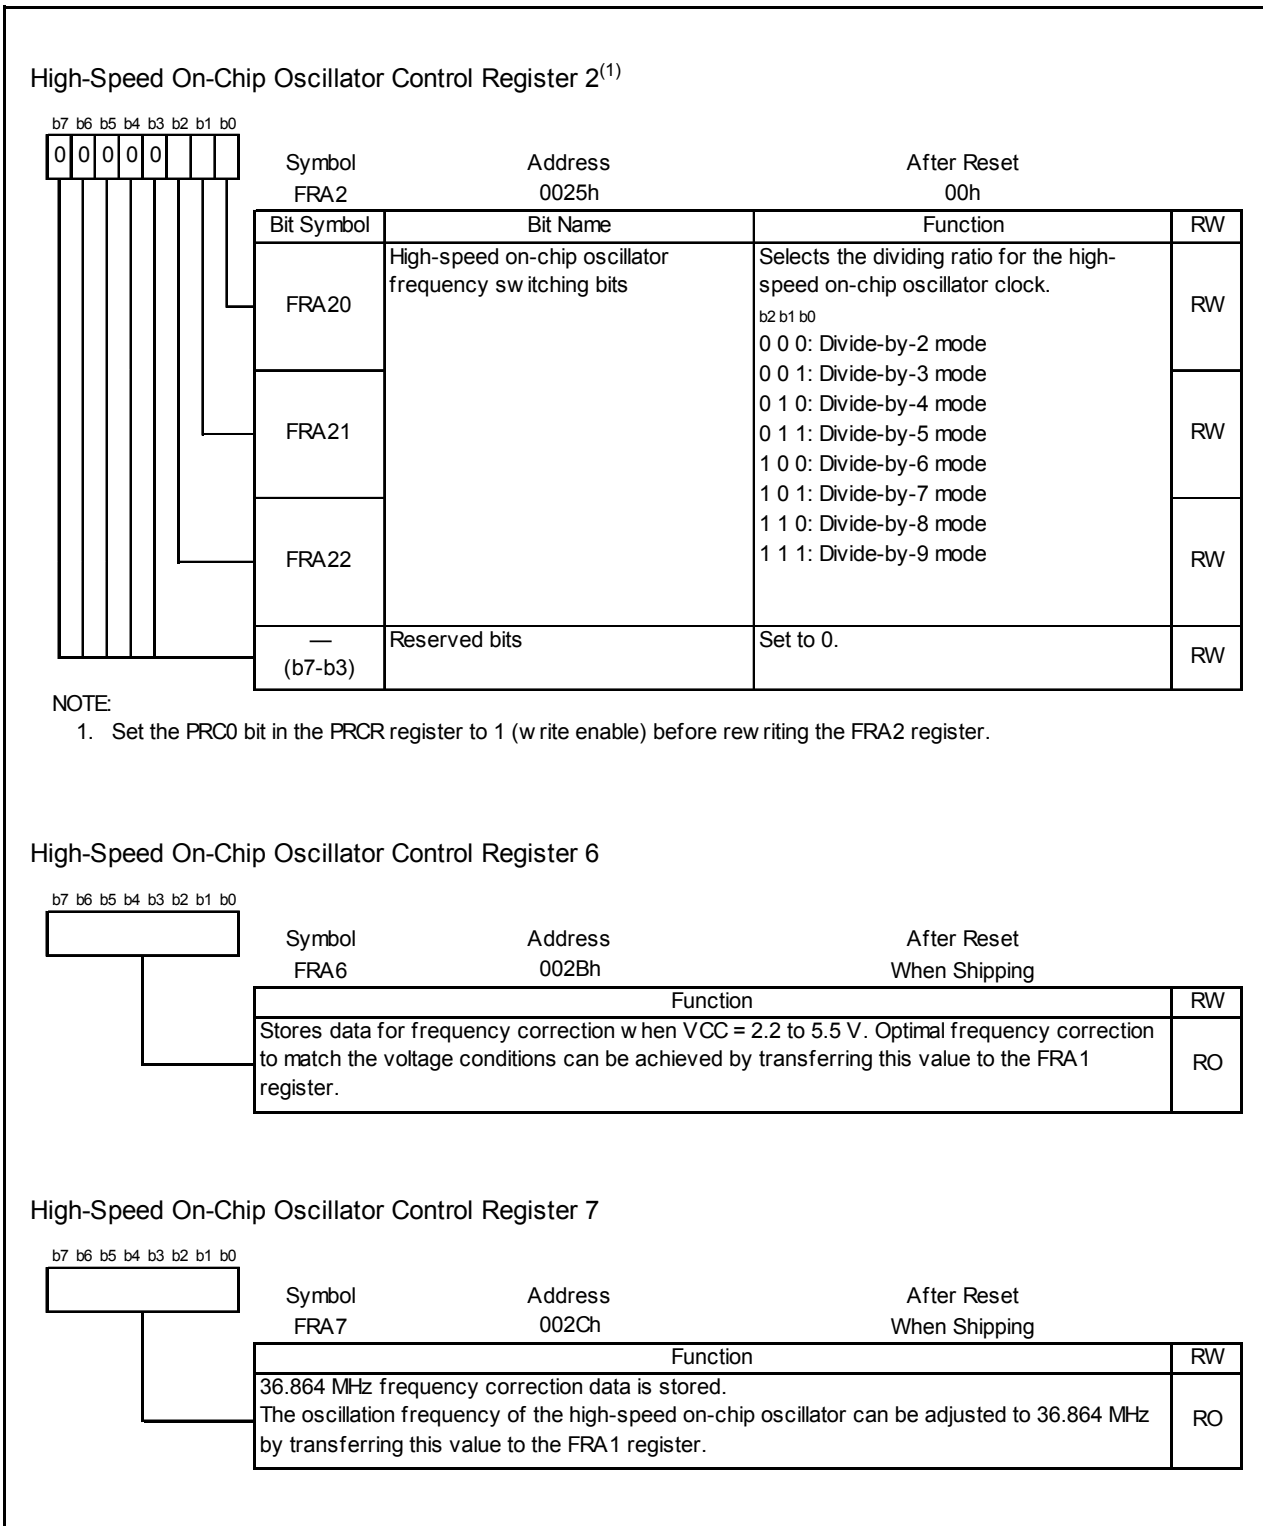 High-Speed On-Chip Oscillator Control Register 2(1)
b7 b6 b5 b4 b3 b2 b1 b0
0 0 0 0 0
Symbol Address After Reset
FRA2 0025h 00h
Bit Symbol Bit Name Function RW
FRA20 High-speed on-chip oscillator frequency switching bits Selects the dividing ratio for the high-speed on-chip oscillator clock. RW
b2 b1 b0
0 0 0: Divide-by-2 mode
0 0 1: Divide-by-3 mode
0 1 0: Divide-by-4 mode
FRA21 0 1 1: Divide-by-5 mode RW
1 0 0: Divide-by-6 mode
1 0 1: Divide-by-7 mode
1 1 0: Divide-by-8 mode
FRA22 1 1 1: Divide-by-9 mode RW
— (b7-b3) Reserved bits Set to 0. RW
NOTE:
1. Set the PRC0 bit in the PRCR register to 1 (write enable) before rewriting the FRA2 register.
High-Speed On-Chip Oscillator Control Register 6
b7 b6 b5 b4 b3 b2 b1 b0
Symbol Address After Reset
FRA6 002Bh When Shipping
Function RW
Stores data for frequency correction when VCC = 2.2 to 5.5 V. Optimal frequency correction
to match the voltage conditions can be achieved by transferring this value to the FRA1 RO
register.
High-Speed On-Chip Oscillator Control Register 7
b7 b6 b5 b4 b3 b2 b1 b0
Symbol Address After Reset
FRA7 002Ch When Shipping
Function RW
36.864 MHz frequency correction data is stored.
The oscillation frequency of the high-speed on-chip oscillator can be adjusted to 36.864 MHz RO
by transferring this value to the FRA1 register.